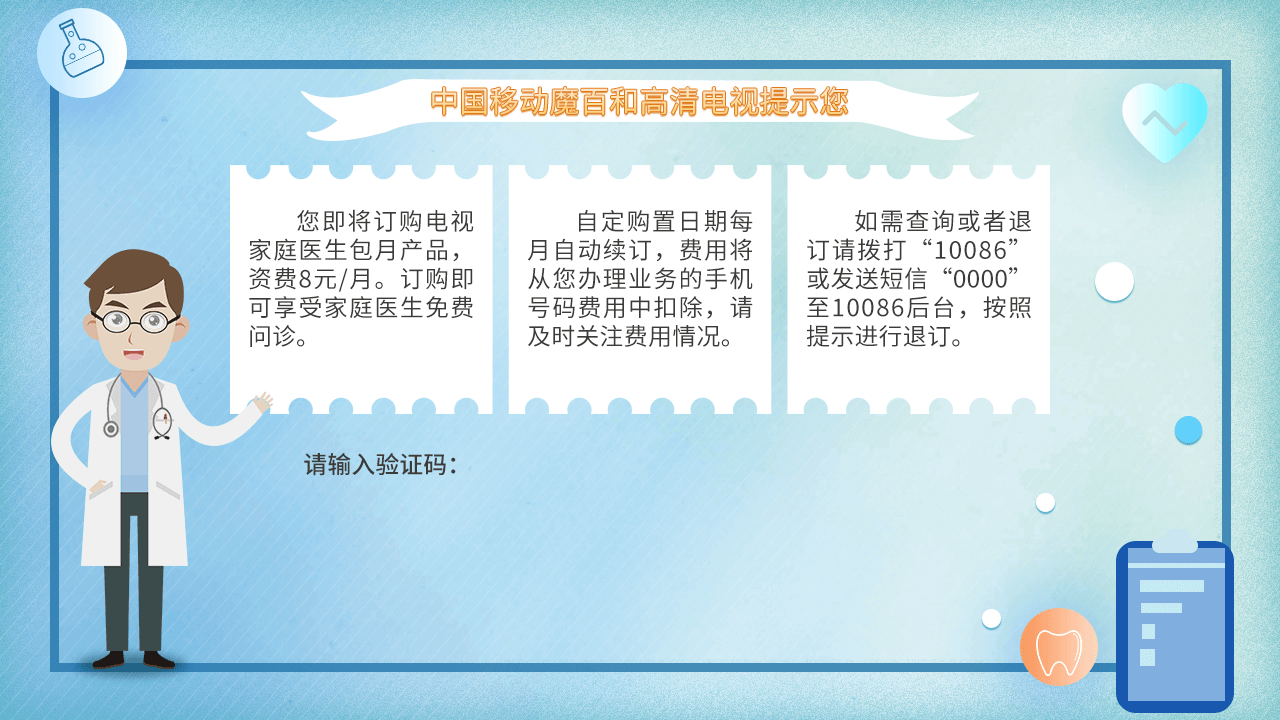 中国移动魔百和高清电视提示您
您即将订购电视
家庭医生包月产品，
资费8元/月。订购即
可享受家庭医生免费
问诊。
自定购置日期每
月自动续订，费用将
从您办理业务的手机
号码费用中扣除，请
及时关注费用情况。
如需查询或者退
订请拨打“10086”
或发送短信“0000”
至10086后台，按照
提示进行退订。
请输入验证码：